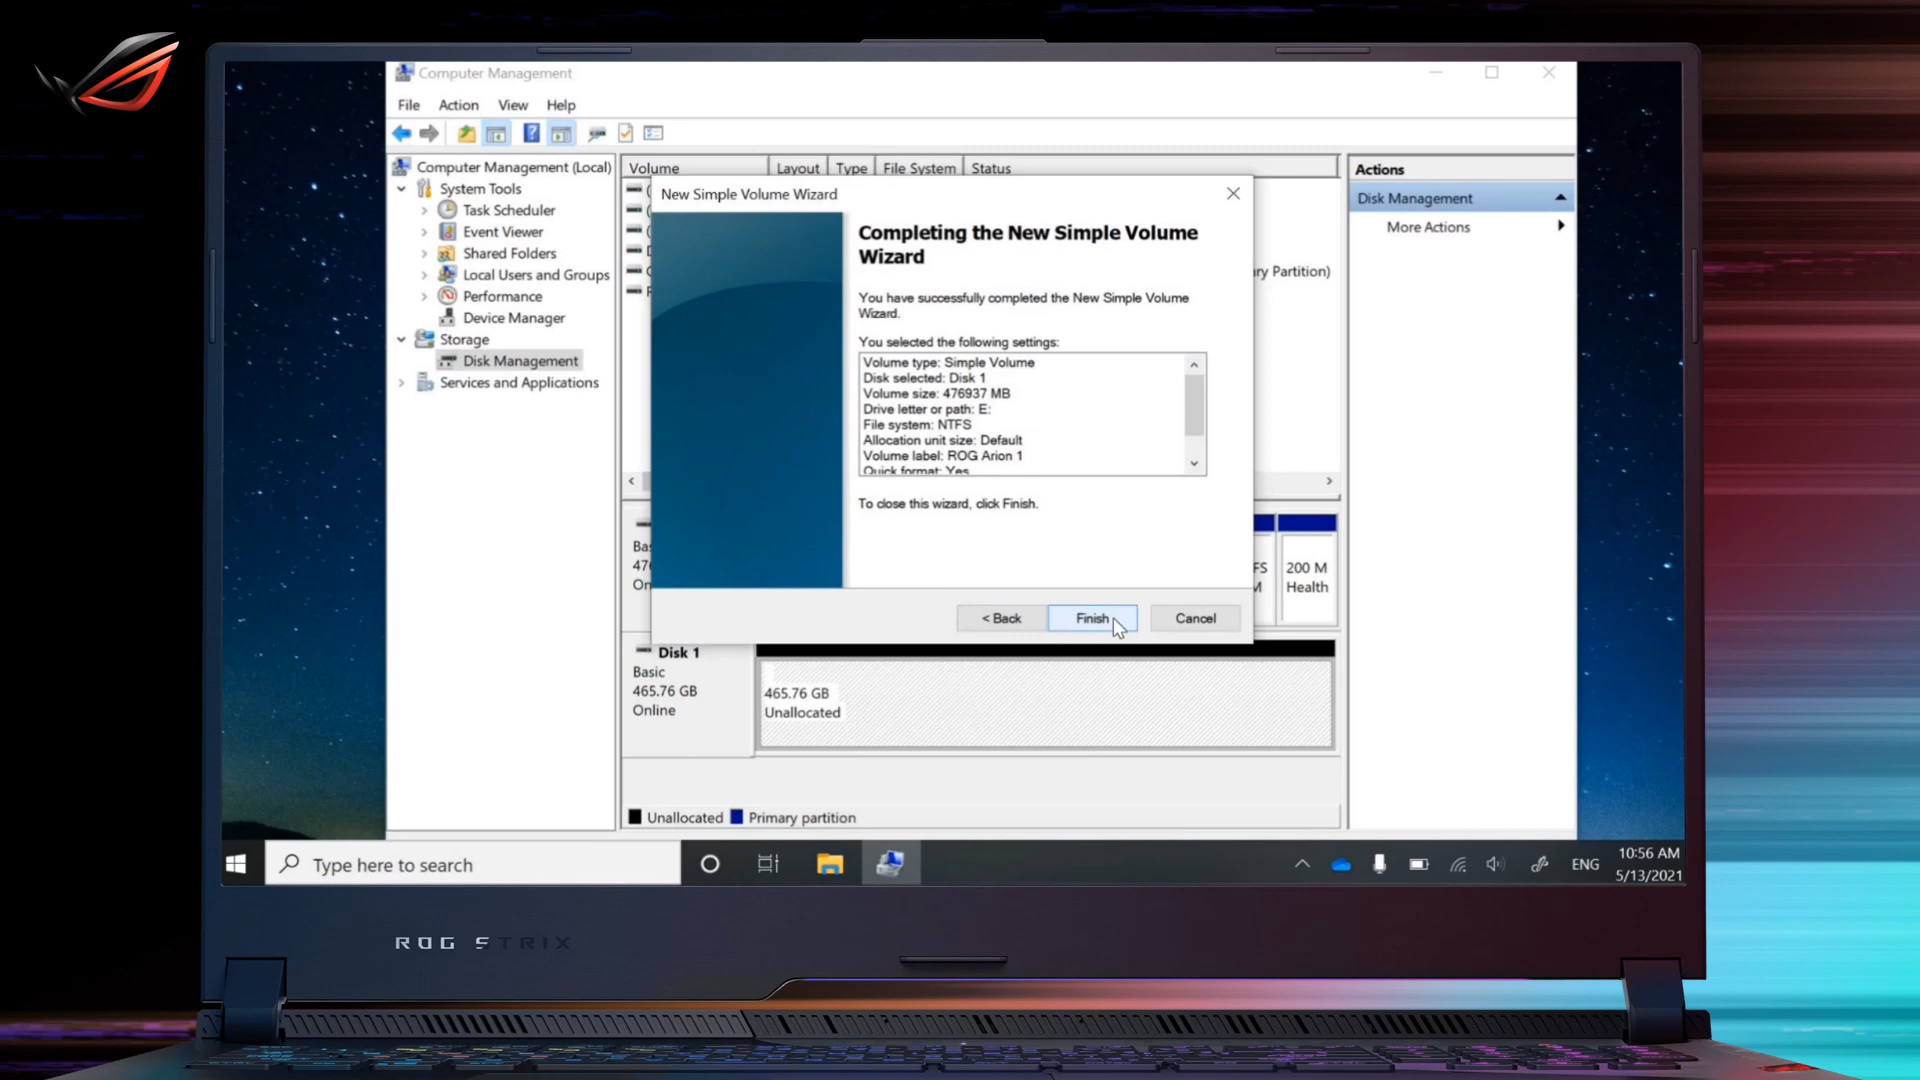 Computer Management
File Action View Help
Computer Management (Local)
System Tools
Task Scheduler
Event Viewer
Shared Folders
Local Users and Groups
Performance
Device Manager
Storage
Disk Management
Services and Applications
Volume Layout Type File System Status
ry Partition)
New Simple Volume Wizard
Completing the New Simple Volume
Wizard
You have successfully completed the New Simple Volume
Wizard.
You selected the following settings:
Volume type: Simple Volume
Disk selected: Disk 1
Volume size: 476937 MB
Drive letter or path: E:
File system: NTFS
Allocation unit size: Default
Volume label: ROG Arion 1
Quick format: Yes
To close this wizard, click Finish.
< Back Finish Cancel
Bas
476
On
FS
M
200 M
Health
Disk 1
Basic
465.76 GB
Online
465.76 GB
Unallocated
Unallocated Primary partition
Actions
Disk Management
More Actions
Type here to search
ENG
10:56 AM
5/13/2021
ROG STRIX